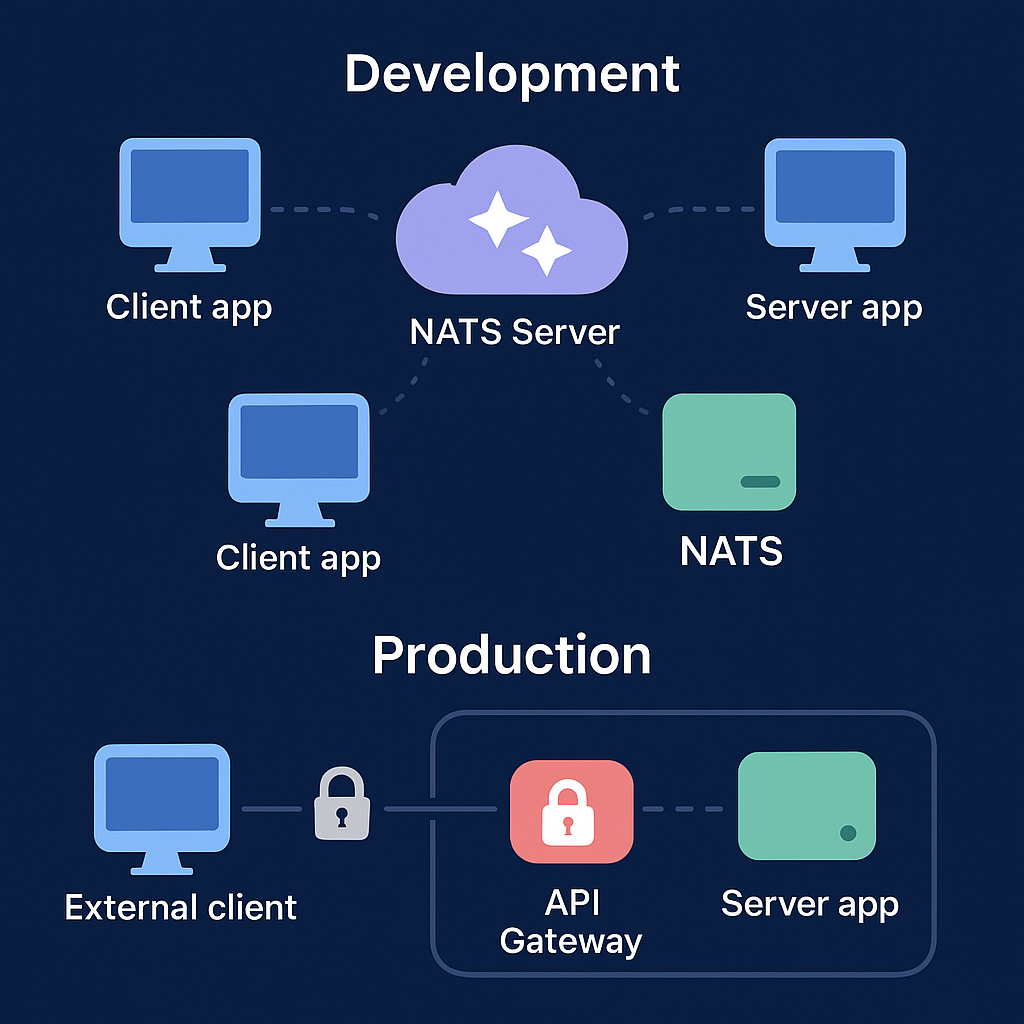 Development
Client app
NATS Server
Server app
Client app
NATS
Production
External client
API
Gateway
Server app